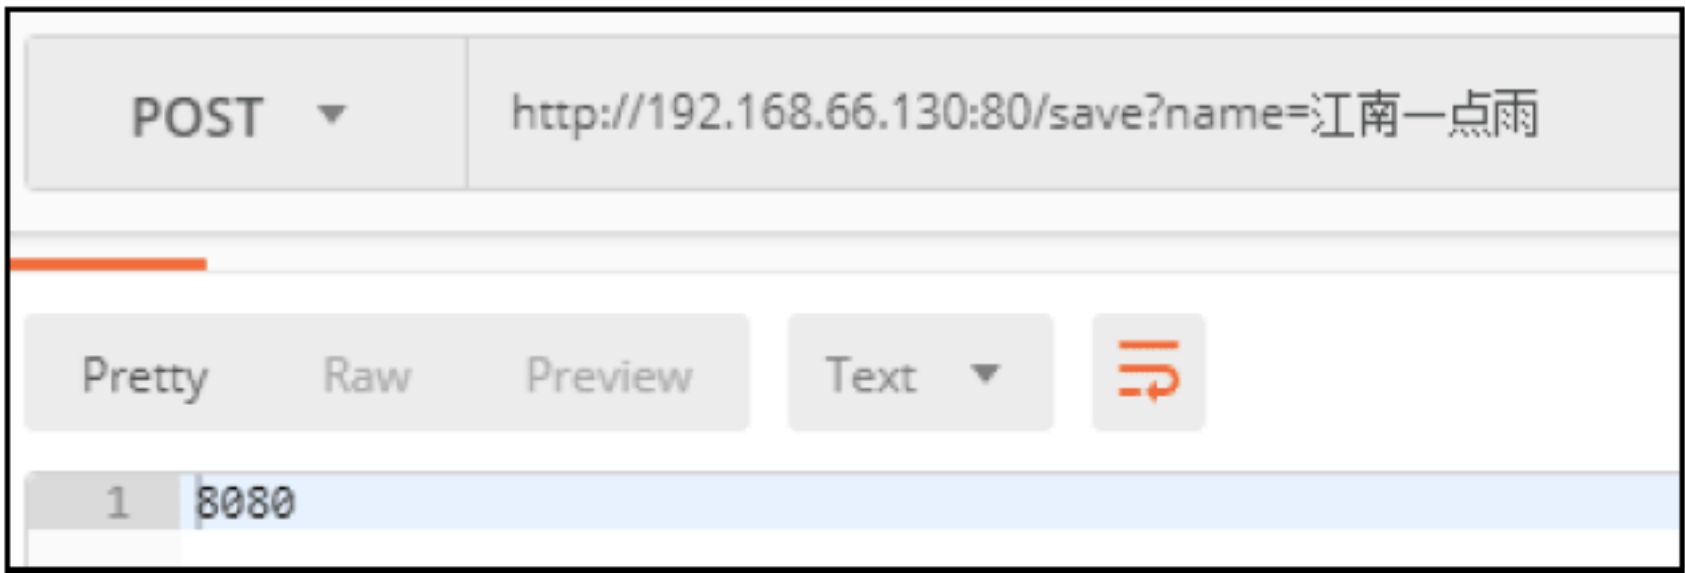 POST http://192.168.66.130:80/save?name=江南一点雨
Pretty Raw Preview Text
1 8080